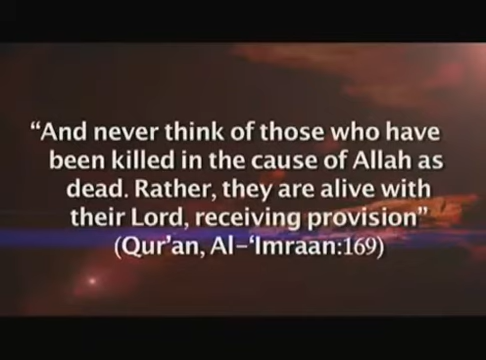 “And never think of those who have
been killed in the cause of Allah as
dead. Rather, they are alive with
their Lord, receiving provision”
(Qur’an, Al-‘Imraan:169)